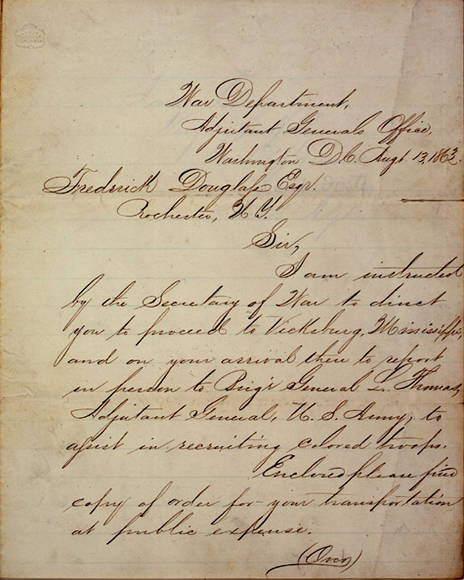 War Department,
Adjutant Generals Office,
Washington D.C. Augt 13, 1863.
Frederick Douglass Esqr.
Rochester, N.Y.
Sir,
I am instructed
by the Secretary of War to direct
you to proceed to Vicksburg, Mississippi,
and on your arrival there to report
in person to Brig'r General L. Thomas,
Adjutant General, U. S. Army, to
assist in recruiting colored troops.
Enclosed please find
copy of order for your transportation
at public expense.
(Over)